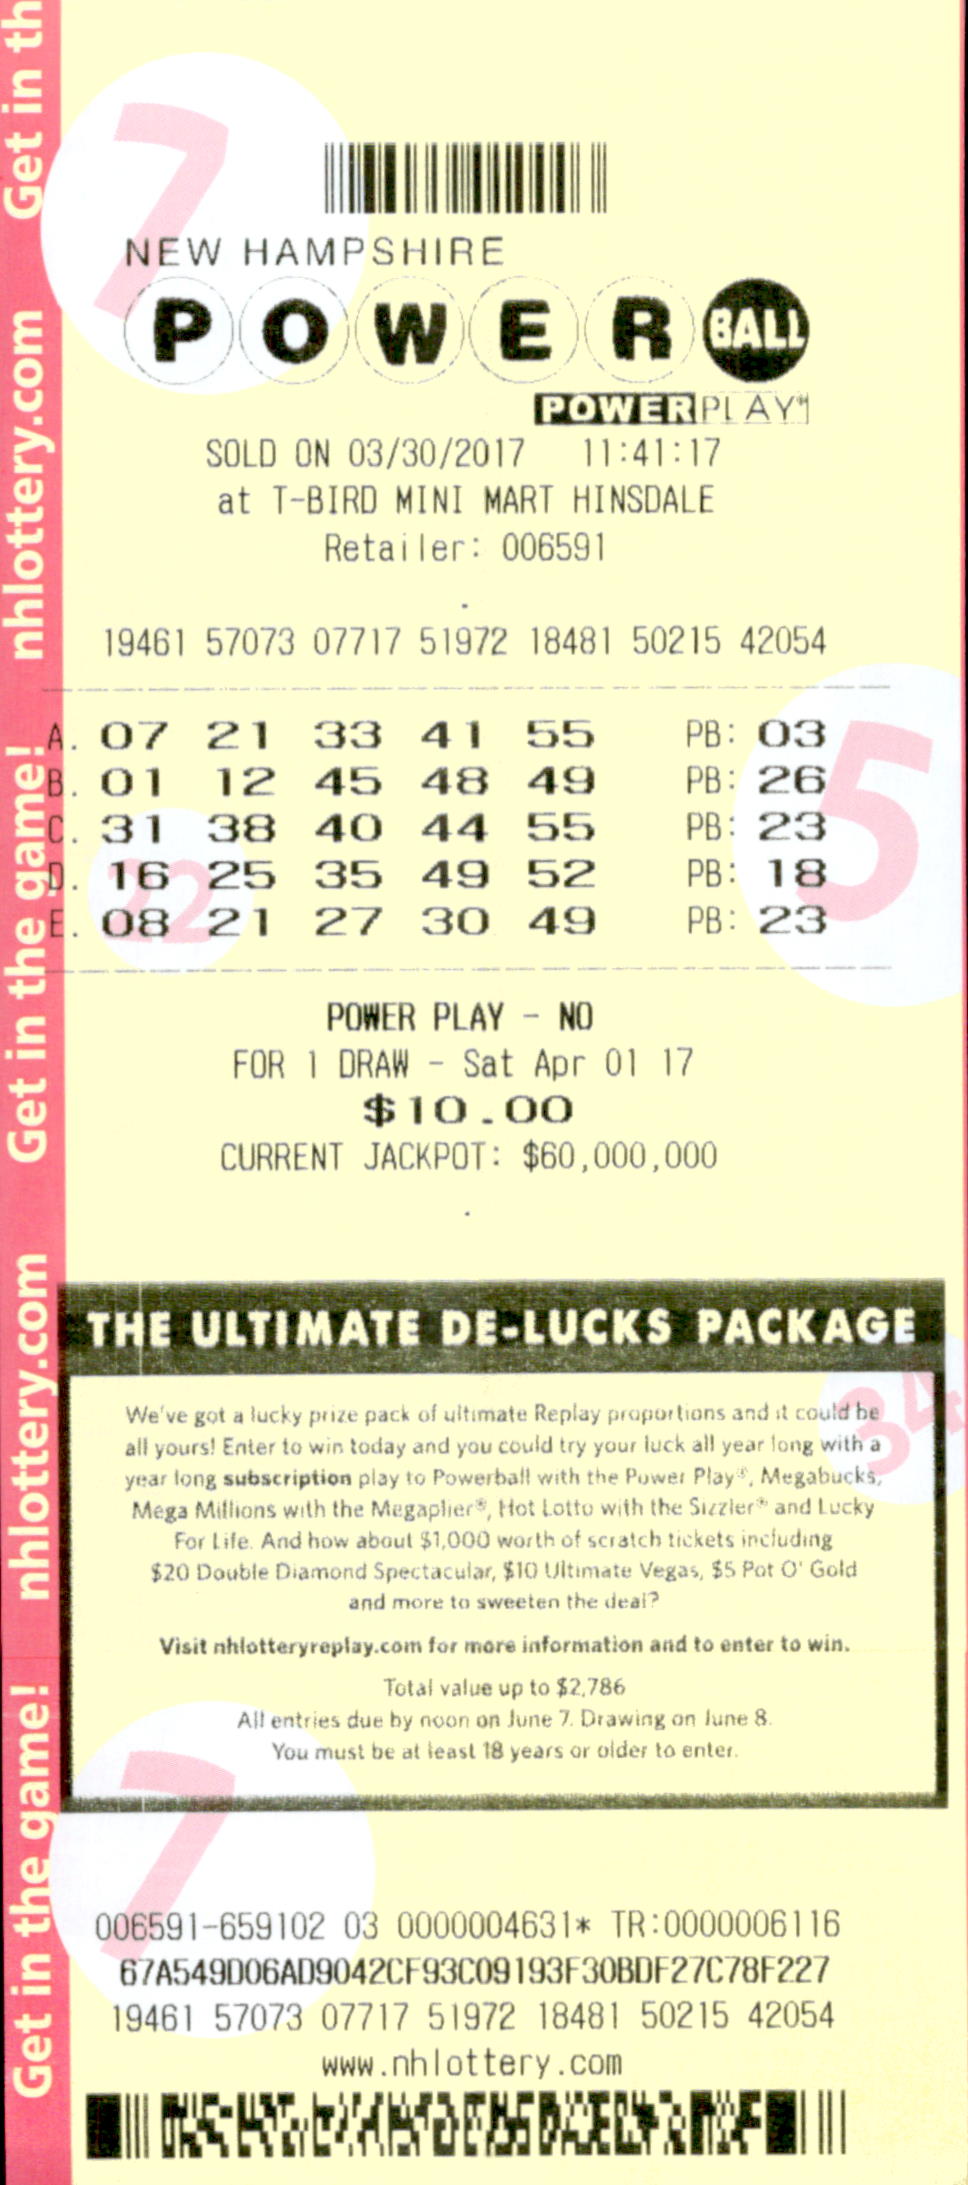 Get in th
nhlottery.com
Get in the game!
nhlottery.com
Get in the game!
7
NEW HAMPSHIRE
POWER BALL
POWER PLAY®
SOLD ON 03/30/2017 11:41:17
at T-BIRD MINI MART HINSDALE
Retailer: 006591
19461 57073 07717 51972 18481 50215 42054
A. 07 21 33 41 55 PB: 03
B. 01 12 45 48 49 PB: 26
C. 31 38 40 44 55 PB: 23
D. 16 25 35 49 52 PB: 18
E. 08 21 27 30 49 PB: 23
5
22
POWER PLAY - NO
FOR 1 DRAW - Sat Apr 01 17
$10.00
CURRENT JACKPOT: $60,000,000
THE ULTIMATE DE-LUCKS PACKAGE
34
We've got a lucky prize pack of ultimate Replay proportions and it could be
all yours! Enter to win today and you could try your luck all year long with a
year long subscription play to Powerball with the Power Play®, Megabucks,
Mega Millions with the Megaplier®, Hot Lotto with the Sizzler® and Lucky
For Life. And how about $1,000 worth of scratch tickets including
$20 Double Diamond Spectacular, $10 Ultimate Vegas, $5 Pot O' Gold
and more to sweeten the deal?
Visit nhlotteryreplay.com for more information and to enter to win.
Total value up to $2,786
All entries due by noon on June 7. Drawing on June 8.
You must be at least 18 years or older to enter.
7
006591-659102 03 0000004631* TR:0000006116
67A549D06AD9042CF93C09193F30BDF27C78F227
19461 57073 07717 51972 18481 50215 42054
www.nhlottery.com